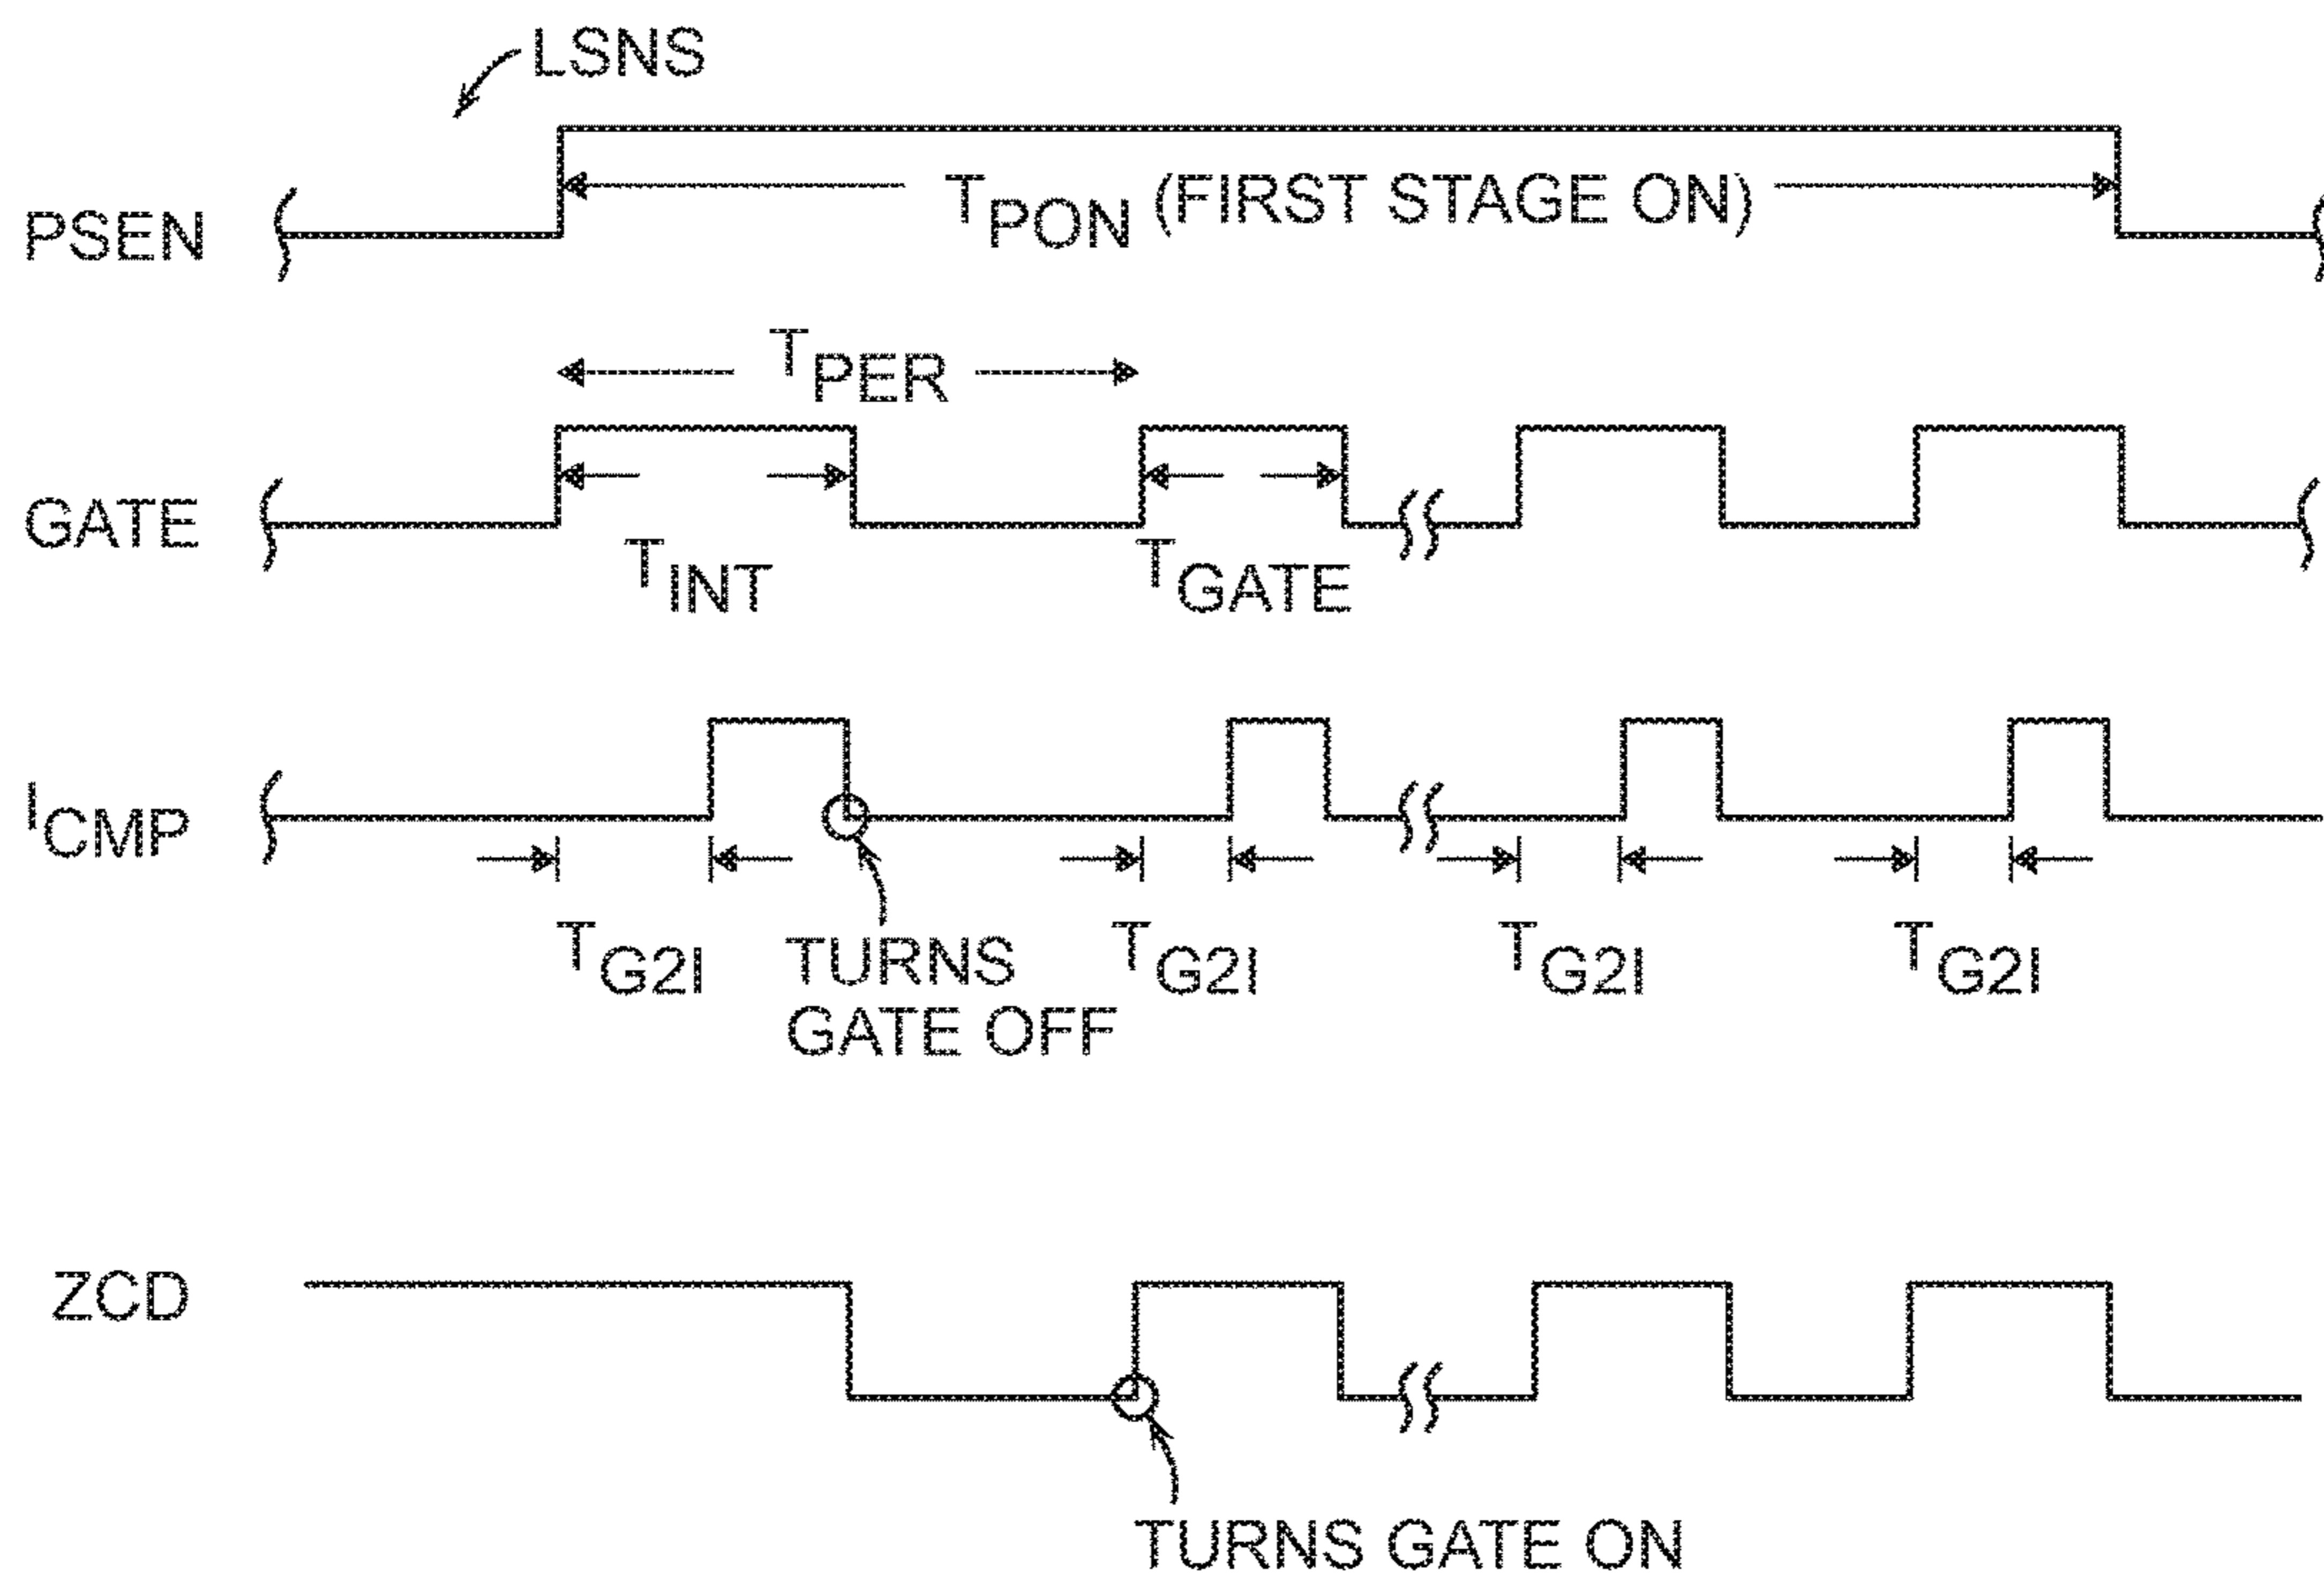 LSNS
PSEN
TPON (FIRST STAGE ON)
TPER
GATE
TINT
TGATE
ICMP
TG2I
TURNS
GATE OFF
TG2I
TG2I
TG2I
ZCD
TURNS GATE ON